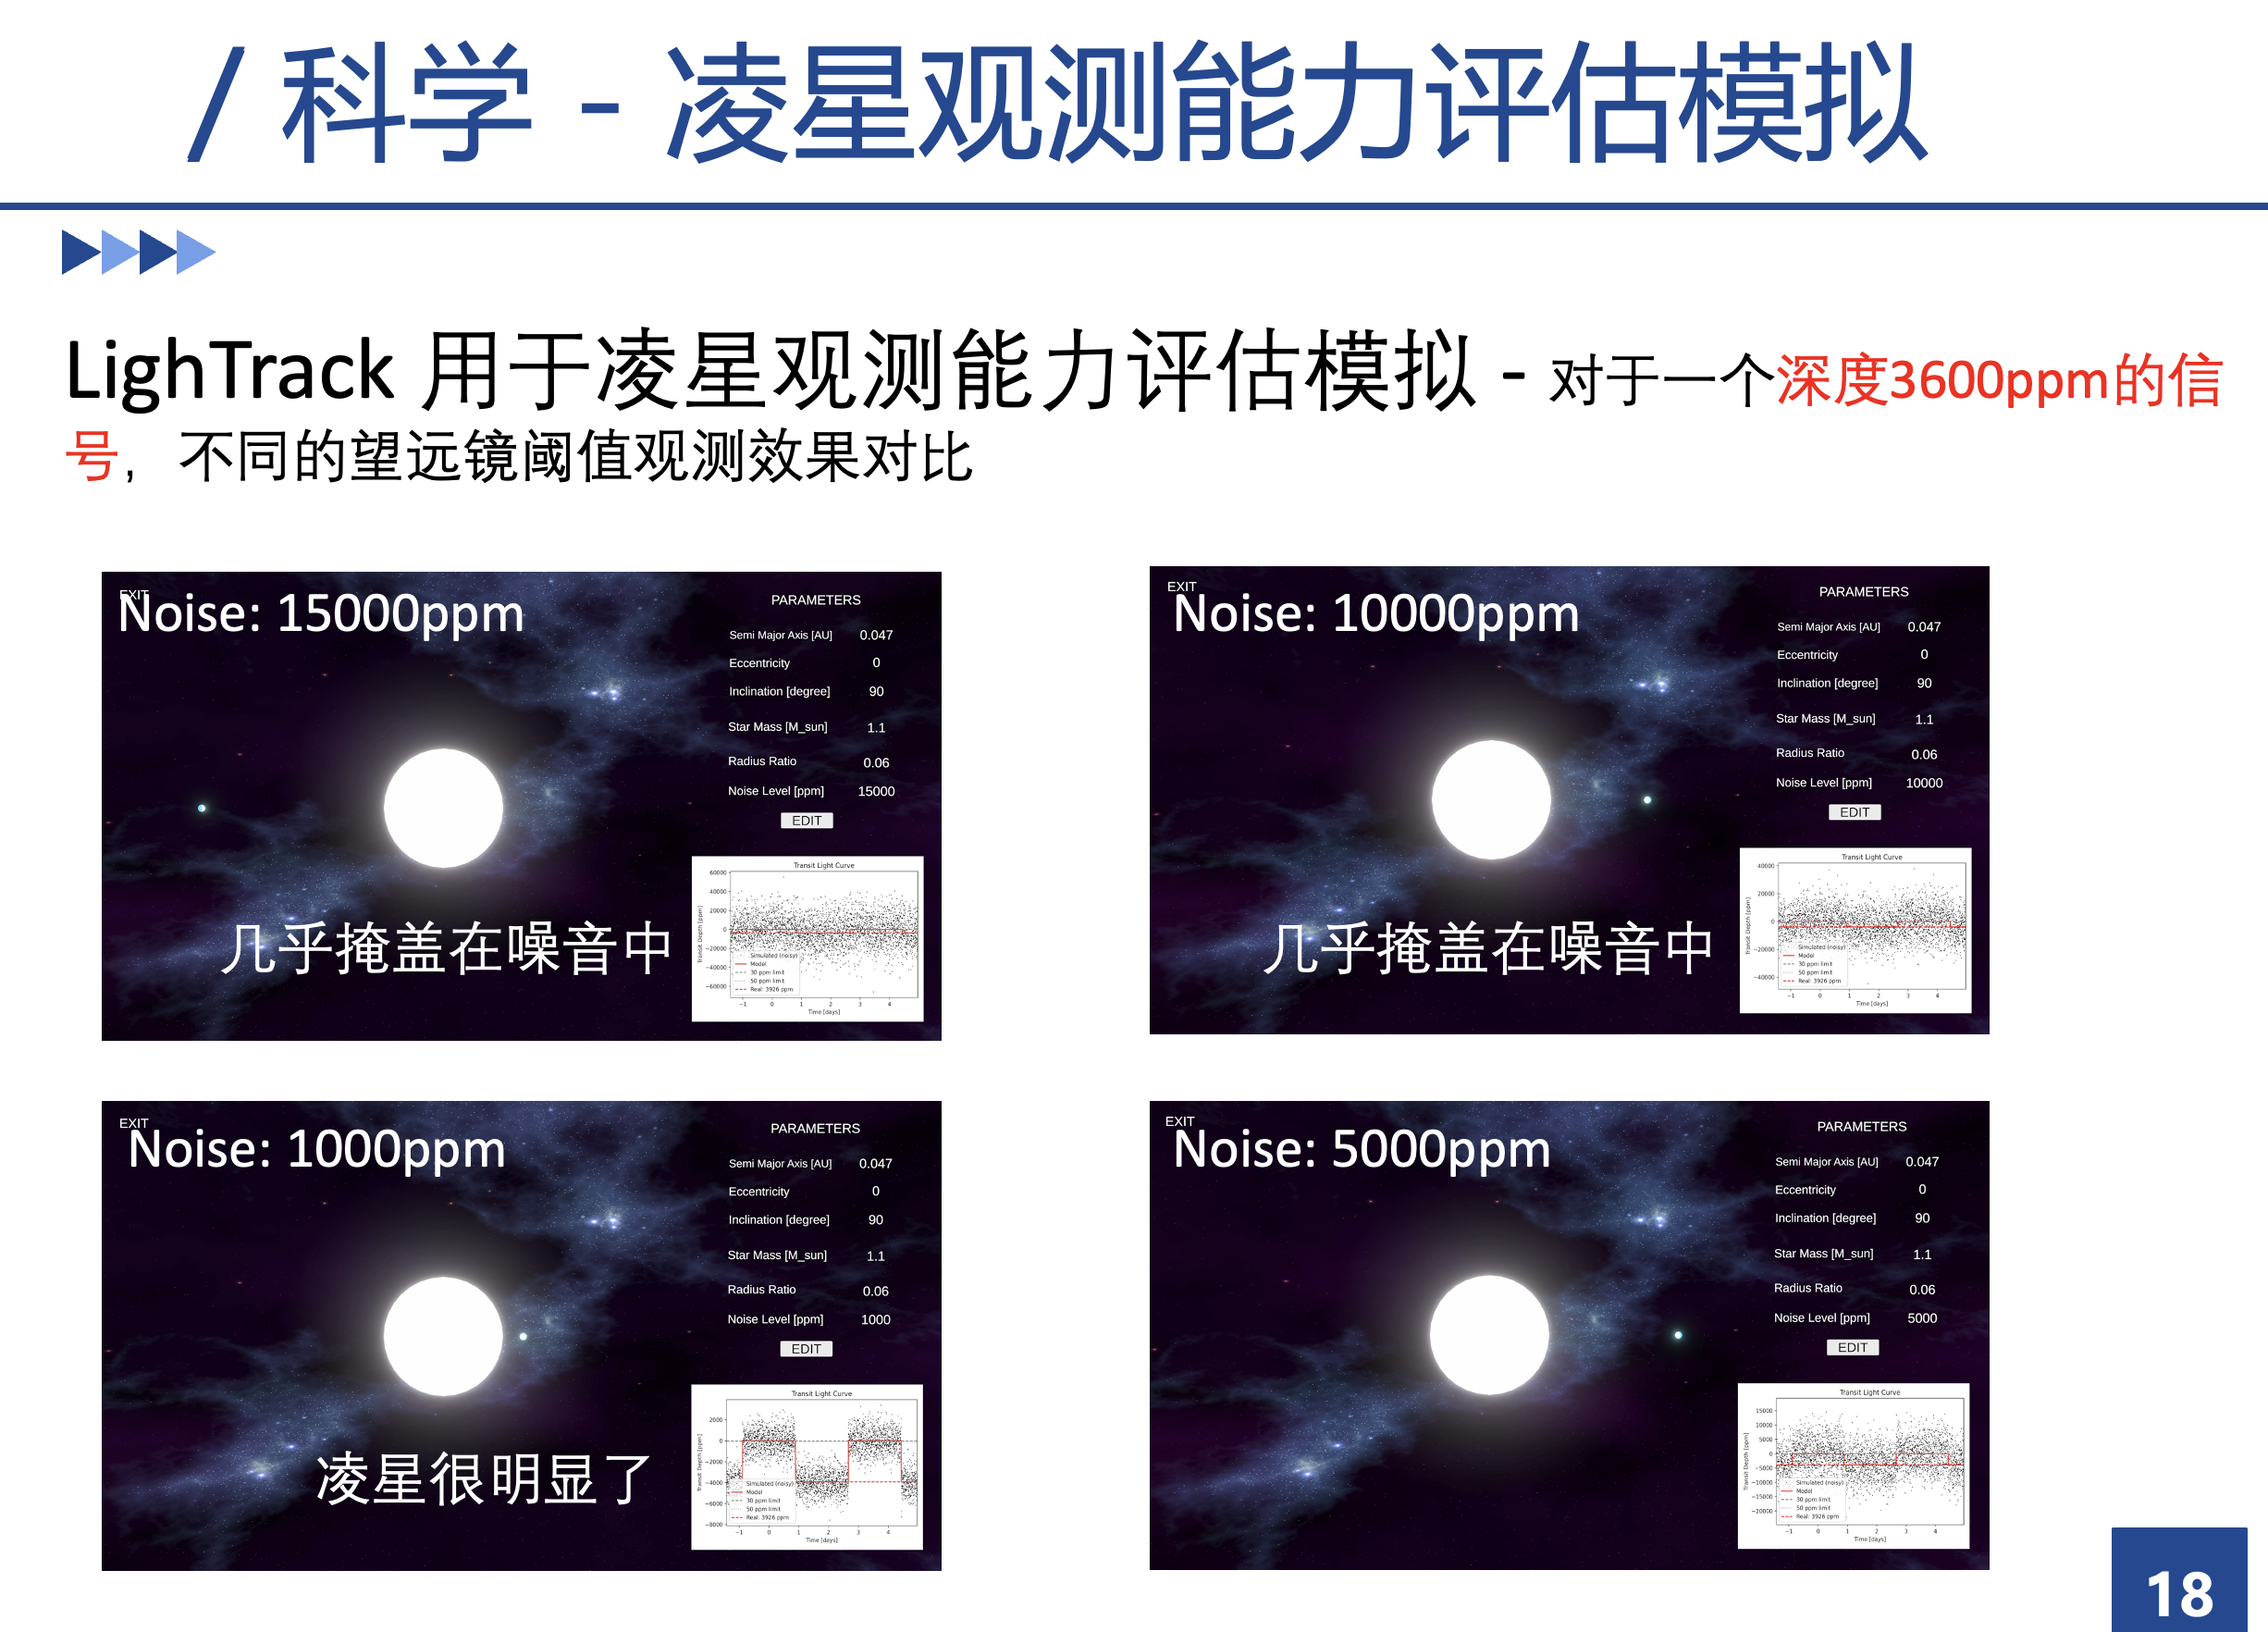 / 科学 - 凌星观测能力评估模拟
LighTrack 用于凌星观测能力评估模拟 - 对于一个深度3600ppm的信
号，不同的望远镜阈值观测效果对比
EXIT
Noise: 15000ppm
PARAMETERS
Semi Major Axis [AU] 0.047
Eccentricity 0
Inclination [degree] 90
Star Mass [M_sun] 1.1
Radius Ratio 0.06
Noise Level [ppm] 15000
EDIT
几乎掩盖在噪音中
Transit Light Curve
Transit Depth [ppm]
60000
40000
20000
0
−20000
−40000
−60000
Simulated (noisy)
Model
30 ppm limit
50 ppm limit
Real: 3926 ppm
−1 0 1 2 3 4
Time [days]
EXIT
Noise: 10000ppm
PARAMETERS
Semi Major Axis [AU] 0.047
Eccentricity 0
Inclination [degree] 90
Star Mass [M_sun] 1.1
Radius Ratio 0.06
Noise Level [ppm] 10000
EDIT
几乎掩盖在噪音中
Transit Light Curve
Transit Depth [ppm]
40000
20000
0
−20000
−40000
Simulated (noisy)
Model
30 ppm limit
50 ppm limit
Real: 3926 ppm
−1 0 1 2 3 4
Time [days]
EXIT
Noise: 1000ppm
PARAMETERS
Semi Major Axis [AU] 0.047
Eccentricity 0
Inclination [degree] 90
Star Mass [M_sun] 1.1
Radius Ratio 0.06
Noise Level [ppm] 1000
EDIT
凌星很明显了
Transit Light Curve
Transit Depth [ppm]
2000
0
−2000
−4000
−6000
−8000
Simulated (noisy)
Model
30 ppm limit
50 ppm limit
Real: 3926 ppm
−1 0 1 2 3 4
Time [days]
EXIT
Noise: 5000ppm
PARAMETERS
Semi Major Axis [AU] 0.047
Eccentricity 0
Inclination [degree] 90
Star Mass [M_sun] 1.1
Radius Ratio 0.06
Noise Level [ppm] 5000
EDIT
Transit Light Curve
Transit Depth [ppm]
15000
10000
5000
0
−5000
−10000
−15000
−20000
Simulated (noisy)
Model
30 ppm limit
50 ppm limit
Real: 3926 ppm
−1 0 1 2 3 4
Time [days]
18